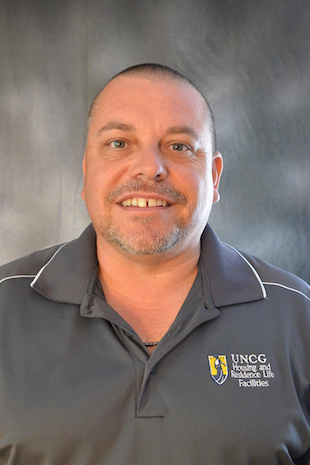 UNCG
Housing and
Residence Life
Facilities